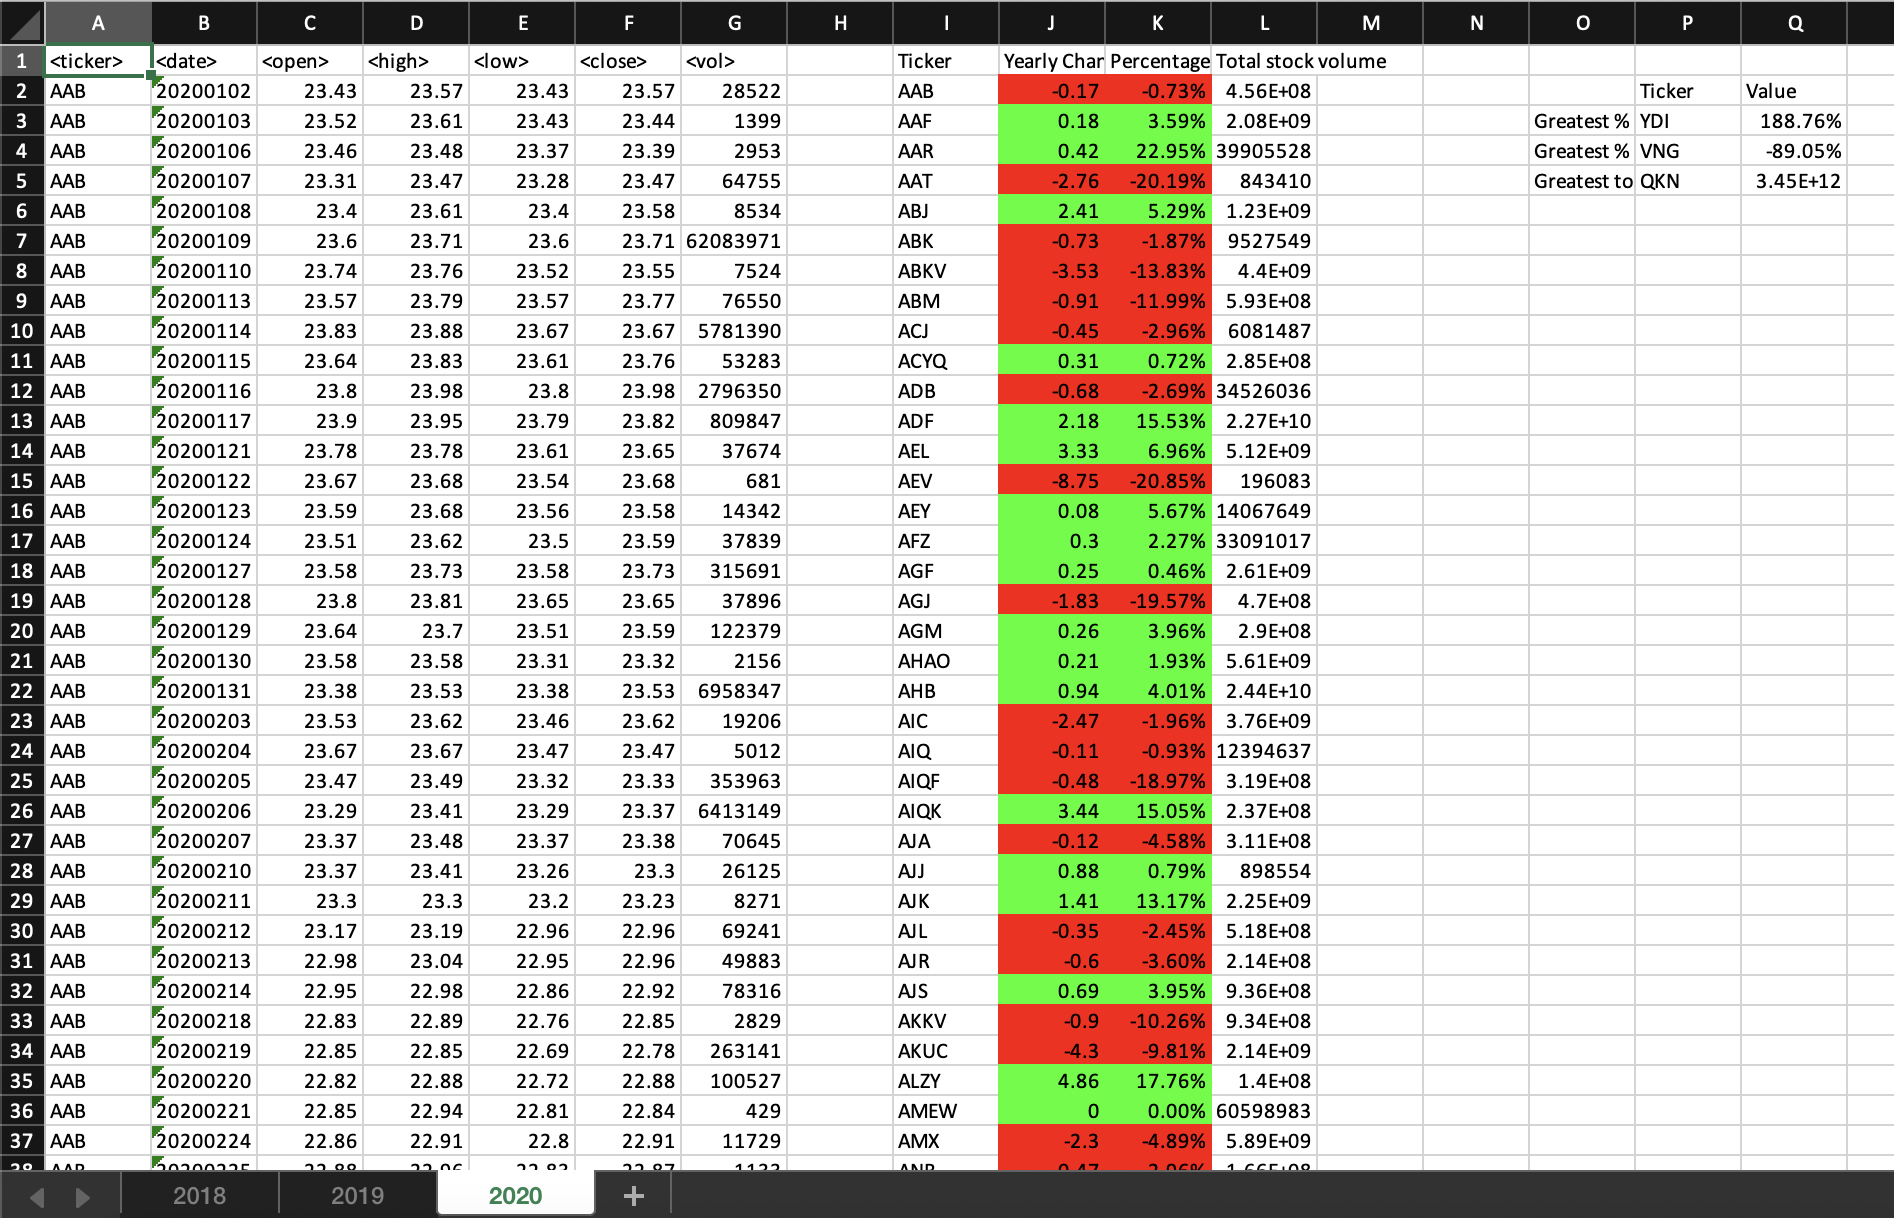 A B C D E F G H I J K L M N O P Q
1 <ticker> <date> <open> <high> <low> <close> <vol> Ticker Yearly Char Percentage Total stock volume
2 AAB 20200102 23.43 23.57 23.43 23.57 28522 AAB -0.17 -0.73% 4.56E+08 Ticker Value
3 AAB 20200103 23.52 23.61 23.43 23.44 1399 AAF 0.18 3.59% 2.08E+09 Greatest % YDI 188.76%
4 AAB 20200106 23.46 23.48 23.37 23.39 2953 AAR 0.42 22.95% 39905528 Greatest % VNG -89.05%
5 AAB 20200107 23.31 23.47 23.28 23.47 64755 AAT -2.76 -20.19% 843410 Greatest to QKN 3.45E+12
6 AAB 20200108 23.4 23.61 23.4 23.58 8534 ABJ 2.41 5.29% 1.23E+09
7 AAB 20200109 23.6 23.71 23.6 23.71 62083971 ABK -0.73 -1.87% 9527549
8 AAB 20200110 23.74 23.76 23.52 23.55 7524 ABKV -3.53 -13.83% 4.4E+09
9 AAB 20200113 23.57 23.79 23.57 23.77 76550 ABM -0.91 -11.99% 5.93E+08
10 AAB 20200114 23.83 23.88 23.67 23.67 5781390 ACJ -0.45 -2.96% 6081487
11 AAB 20200115 23.64 23.83 23.61 23.76 53283 ACYQ 0.31 0.72% 2.85E+08
12 AAB 20200116 23.8 23.98 23.8 23.98 2796350 ADB -0.68 -2.69% 34526036
13 AAB 20200117 23.9 23.95 23.79 23.82 809847 ADF 2.18 15.53% 2.27E+10
14 AAB 20200121 23.78 23.78 23.61 23.65 37674 AEL 3.33 6.96% 5.12E+09
15 AAB 20200122 23.67 23.68 23.54 23.68 681 AEV -8.75 -20.85% 196083
16 AAB 20200123 23.59 23.68 23.56 23.58 14342 AEY 0.08 5.67% 14067649
17 AAB 20200124 23.51 23.62 23.5 23.59 37839 AFZ 0.3 2.27% 33091017
18 AAB 20200127 23.58 23.73 23.58 23.73 315691 AGF 0.25 0.46% 2.61E+09
19 AAB 20200128 23.8 23.81 23.65 23.65 37896 AGJ -1.83 -19.57% 4.7E+08
20 AAB 20200129 23.64 23.7 23.51 23.59 122379 AGM 0.26 3.96% 2.9E+08
21 AAB 20200130 23.58 23.58 23.31 23.32 2156 AHAO 0.21 1.93% 5.61E+09
22 AAB 20200131 23.38 23.53 23.38 23.53 6958347 AHB 0.94 4.01% 2.44E+10
23 AAB 20200203 23.53 23.62 23.46 23.62 19206 AIC -2.47 -1.96% 3.76E+09
24 AAB 20200204 23.67 23.67 23.47 23.47 5012 AIQ -0.11 -0.93% 12394637
25 AAB 20200205 23.47 23.49 23.32 23.33 353963 AIQF -0.48 -18.97% 3.19E+08
26 AAB 20200206 23.29 23.41 23.29 23.37 6413149 AIQK 3.44 15.05% 2.37E+08
27 AAB 20200207 23.37 23.48 23.37 23.38 70645 AJA -0.12 -4.58% 3.11E+08
28 AAB 20200210 23.37 23.41 23.26 23.3 26125 AJJ 0.88 0.79% 898554
29 AAB 20200211 23.3 23.3 23.2 23.23 8271 AJK 1.41 13.17% 2.25E+09
30 AAB 20200212 23.17 23.19 22.96 22.96 69241 AJL -0.35 -2.45% 5.18E+08
31 AAB 20200213 22.98 23.04 22.95 22.96 49883 AJR -0.6 -3.60% 2.14E+08
32 AAB 20200214 22.95 22.98 22.86 22.92 78316 AJS 0.69 3.95% 9.36E+08
33 AAB 20200218 22.83 22.89 22.76 22.85 2829 AKKV -0.9 -10.26% 9.34E+08
34 AAB 20200219 22.85 22.85 22.69 22.78 263141 AKUC -4.3 -9.81% 2.14E+09
35 AAB 20200220 22.82 22.88 22.72 22.88 100527 ALZY 4.86 17.76% 1.4E+08
36 AAB 20200221 22.85 22.94 22.81 22.84 429 AMEW 0 0.00% 60598983
37 AAB 20200224 22.86 22.91 22.8 22.91 11729 AMX -2.3 -4.89% 5.89E+09
38 AAB 20200225
2018 2019 2020 +